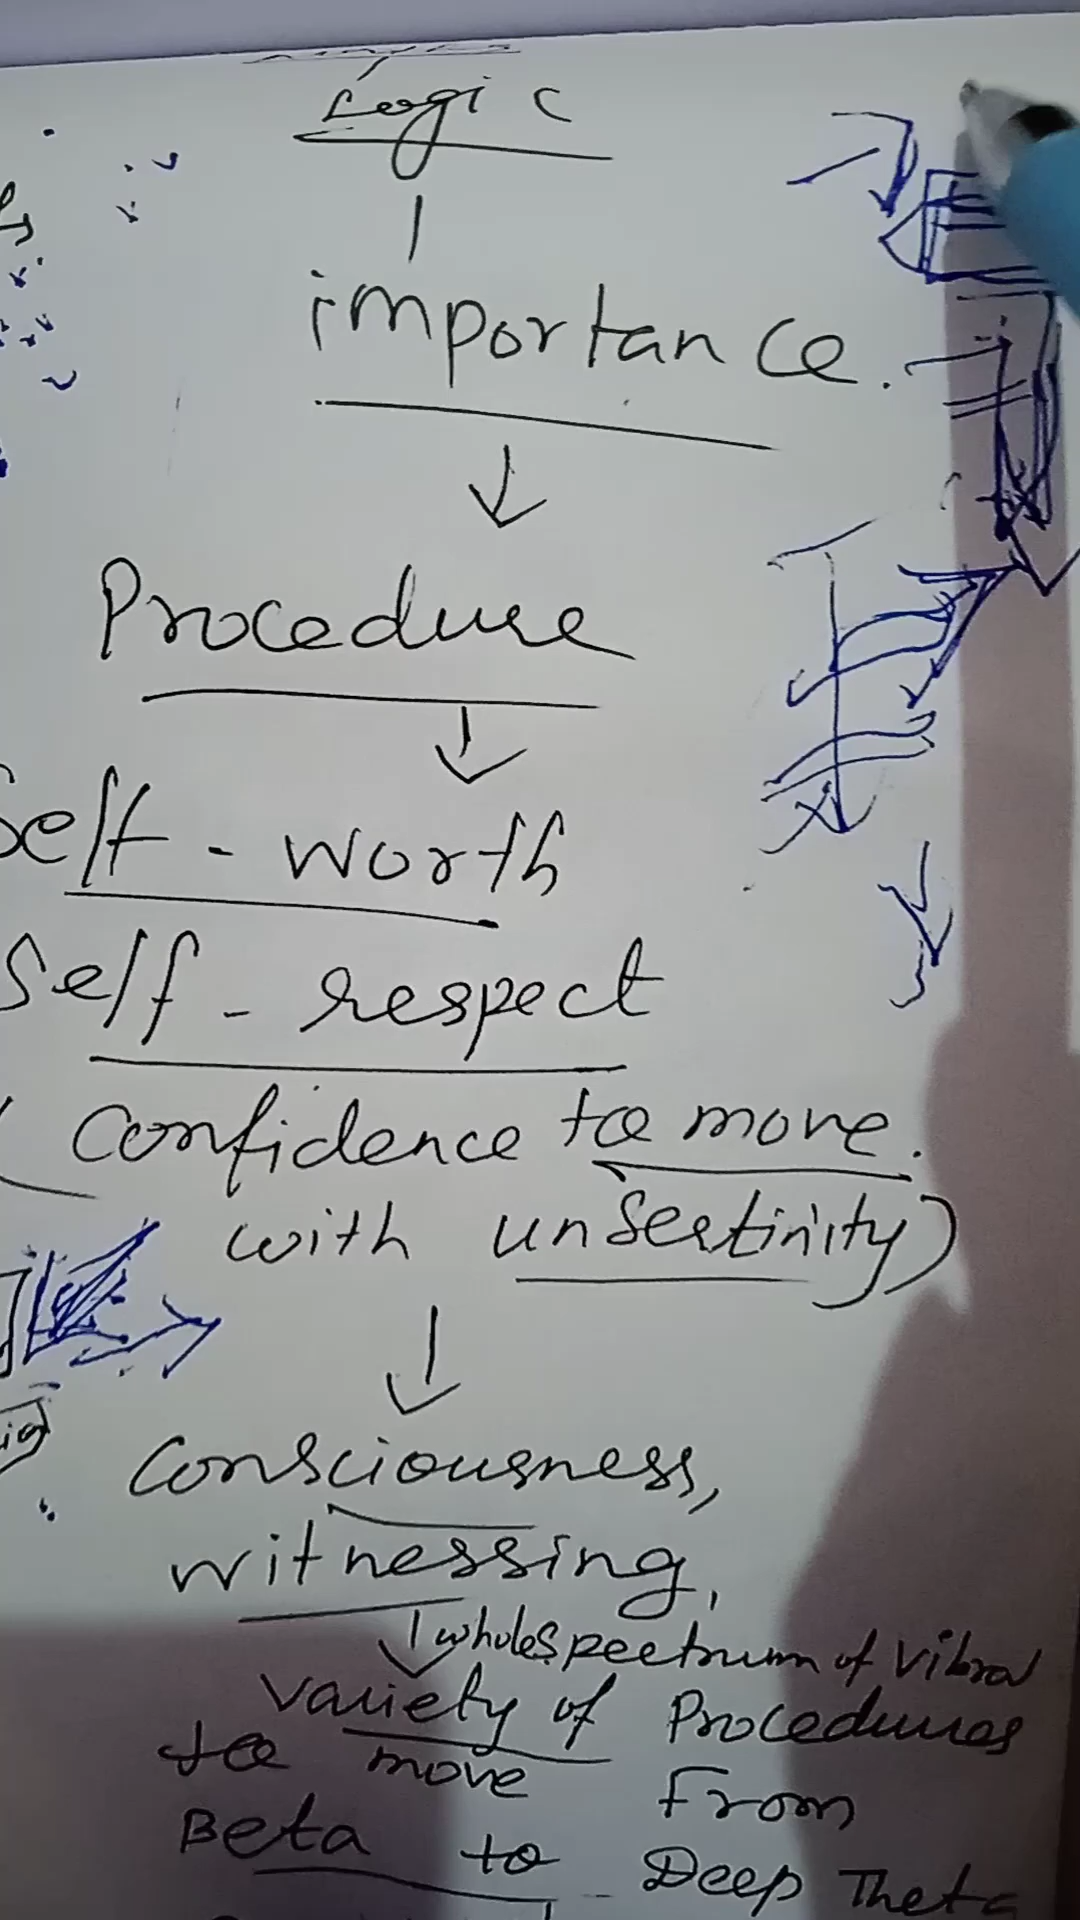 Logic
importance.
Procedure
Self - worth
Self - respect
(Confidence to move.
with unsertinity)
Consciousness,
witnessing,
whole spectrum of vibra
variety of Procedures
to move From
Beta to Deep Theta